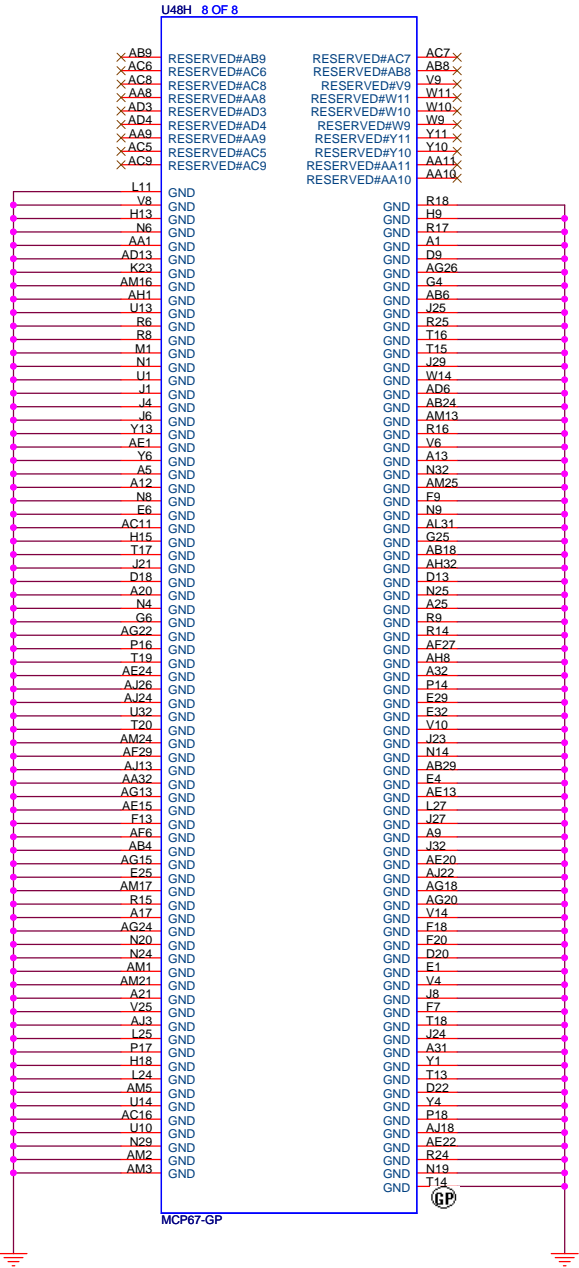 U48H 8 OF 8
AB9 RESERVED#AB9
AC6 RESERVED#AC6
AC8 RESERVED#AC8
AA8 RESERVED#AA8
AD3 RESERVED#AD3
AD4 RESERVED#AD4
AA9 RESERVED#AA9
AC5 RESERVED#AC5
AC9 RESERVED#AC9
L11 GND
V8 GND
H13 GND
N6 GND
AA1 GND
AD13 GND
K23 GND
AM16 GND
AH1 GND
U13 GND
R6 GND
R8 GND
M1 GND
N1 GND
U1 GND
J1 GND
J4 GND
J6 GND
Y13 GND
AE1 GND
Y6 GND
A5 GND
A12 GND
N8 GND
E6 GND
AC11 GND
H15 GND
T17 GND
J21 GND
D18 GND
A20 GND
N4 GND
G6 GND
AG22 GND
P16 GND
T19 GND
AE24 GND
AJ26 GND
AJ24 GND
U32 GND
T20 GND
AM24 GND
AF29 GND
AJ13 GND
AA32 GND
AG13 GND
AE15 GND
F13 GND
AF6 GND
AB4 GND
AG15 GND
E25 GND
AM17 GND
R15 GND
A17 GND
AG24 GND
N20 GND
N24 GND
AM1 GND
AM21 GND
A21 GND
V25 GND
AJ3 GND
L25 GND
P17 GND
H18 GND
L24 GND
AM5 GND
U14 GND
AC16 GND
U10 GND
N29 GND
AM2 GND
AM3 GND
RESERVED#AC7 AC7
RESERVED#AB8 AB8
RESERVED#V9 V9
RESERVED#W11 W11
RESERVED#W10 W10
RESERVED#W9 W9
RESERVED#Y11 Y11
RESERVED#Y10 Y10
RESERVED#AA11 AA11
RESERVED#AA10 AA10
GND R18
GND H9
GND R17
GND A1
GND D9
GND AG26
GND G4
GND AB6
GND J25
GND R25
GND T16
GND T15
GND J29
GND W14
GND AD6
GND AB24
GND AM13
GND R16
GND V6
GND A13
GND N32
GND AM25
GND F9
GND N9
GND AL31
GND G25
GND AB18
GND AH32
GND D13
GND N25
GND A25
GND R9
GND R14
GND AF27
GND AH8
GND A32
GND P14
GND E29
GND E32
GND V10
GND J23
GND N14
GND AB29
GND E4
GND AE13
GND L27
GND J27
GND A9
GND J32
GND AE20
GND AJ22
GND AG18
GND AG20
GND V14
GND F18
GND F20
GND D20
GND E1
GND V4
GND J8
GND F7
GND T18
GND J24
GND A31
GND Y1
GND T13
GND D22
GND Y4
GND P18
GND AJ18
GND AE22
GND R24
GND N19
GND T14
GP
MCP67-GP